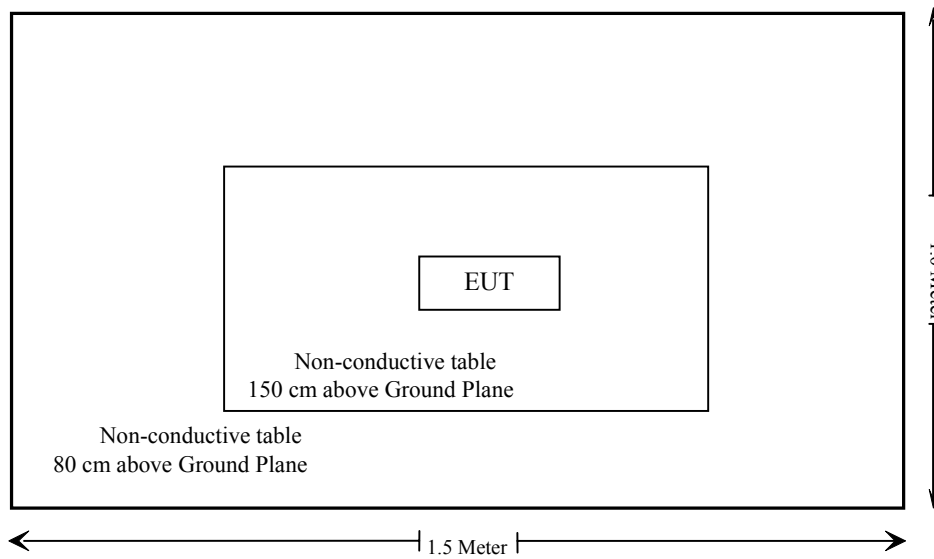 EUT
Non-conductive table
150 cm above Ground Plane
Non-conductive table
80 cm above Ground Plane
1.5 Meter
Meter